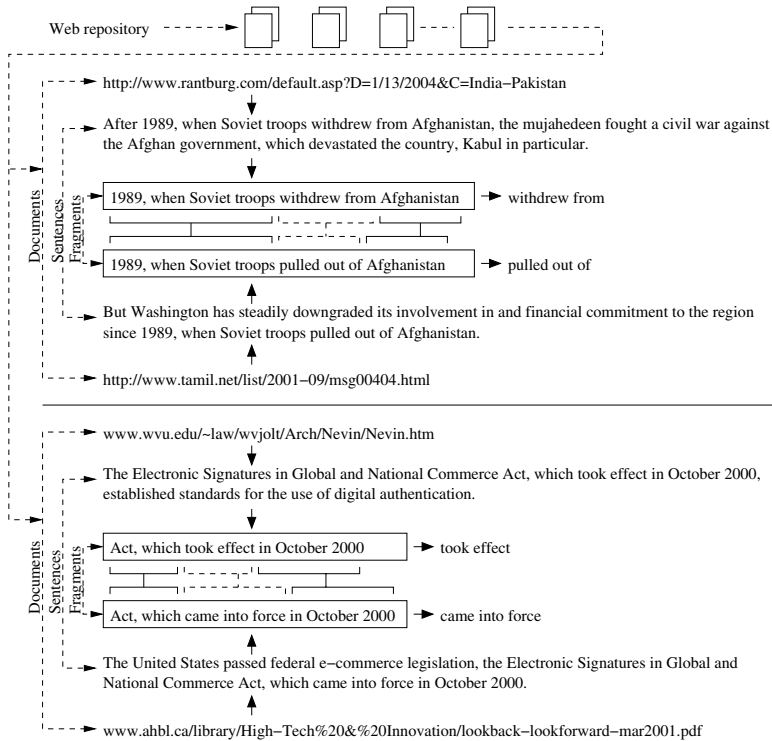 Web repository
http://www.rantburg.com/default.asp?D=1/13/2004&C=India−Pakistan
After 1989, when Soviet troops withdrew from Afghanistan, the mujahedeen fought a civil war against
the Afghan government, which devastated the country, Kabul in particular.
Documents
Sentences
Fragments
1989, when Soviet troops withdrew from Afghanistan
withdrew from
1989, when Soviet troops pulled out of Afghanistan
pulled out of
But Washington has steadily downgraded its involvement in and financial commitment to the region
since 1989, when Soviet troops pulled out of Afghanistan.
http://www.tamil.net/list/2001−09/msg00404.html
www.wvu.edu/~law/wvjolt/Arch/Nevin/Nevin.htm
The Electronic Signatures in Global and National Commerce Act, which took effect in October 2000,
established standards for the use of digital authentication.
Documents
Sentences
Fragments
Act, which took effect in October 2000
took effect
Act, which came into force in October 2000
came into force
The United States passed federal e−commerce legislation, the Electronic Signatures in Global and
National Commerce Act, which came into force in October 2000.
www.ahbl.ca/library/High−Tech%20&%20Innovation/lookback−lookforward−mar2001.pdf